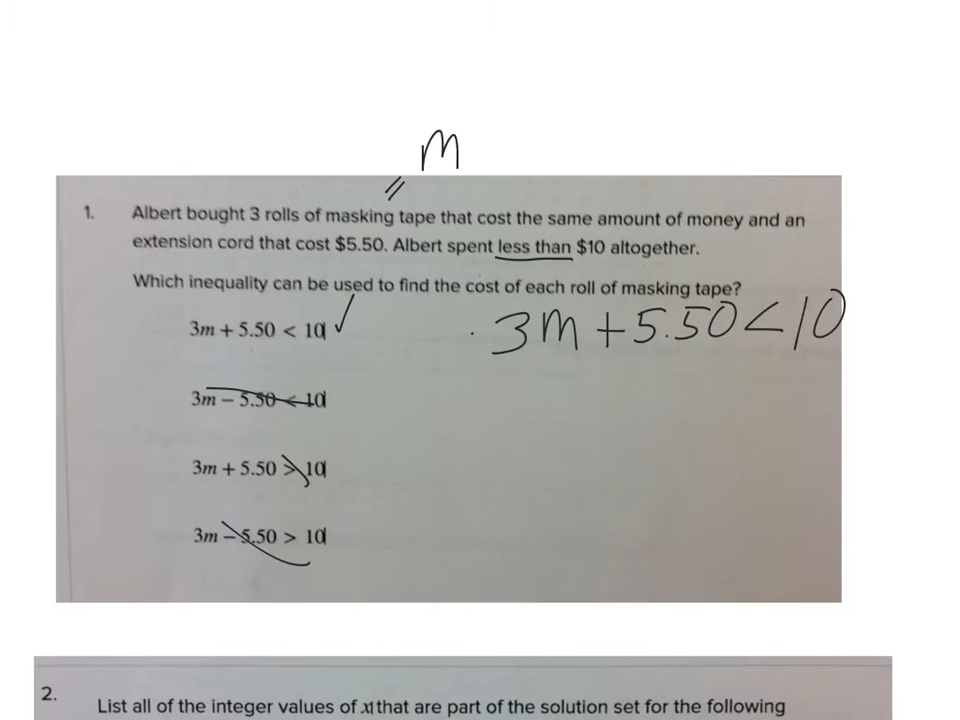 m
1. Albert bought 3 rolls of masking tape that cost the same amount of money and an
extension cord that cost $5.50. Albert spent less than $10 altogether.
Which inequality can be used to find the cost of each roll of masking tape?
3m + 5.50 < 10
3m + 5.50 < 10
3m − 5.50 < 10
3m + 5.50 > 10
3m − 5.50 > 10
2.
List all of the integer values of x that are part of the solution set for the following